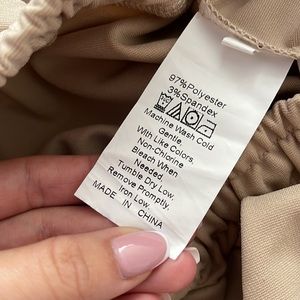 97%Polyester
3%Spandex
Machine Wash Cold
Gentle,
With Like Colors,
Non-Chlorine
Bleach When
Needed,
Tumble Dry Low,
Remove Promptly,
Iron Low.
MADE IN CHINA